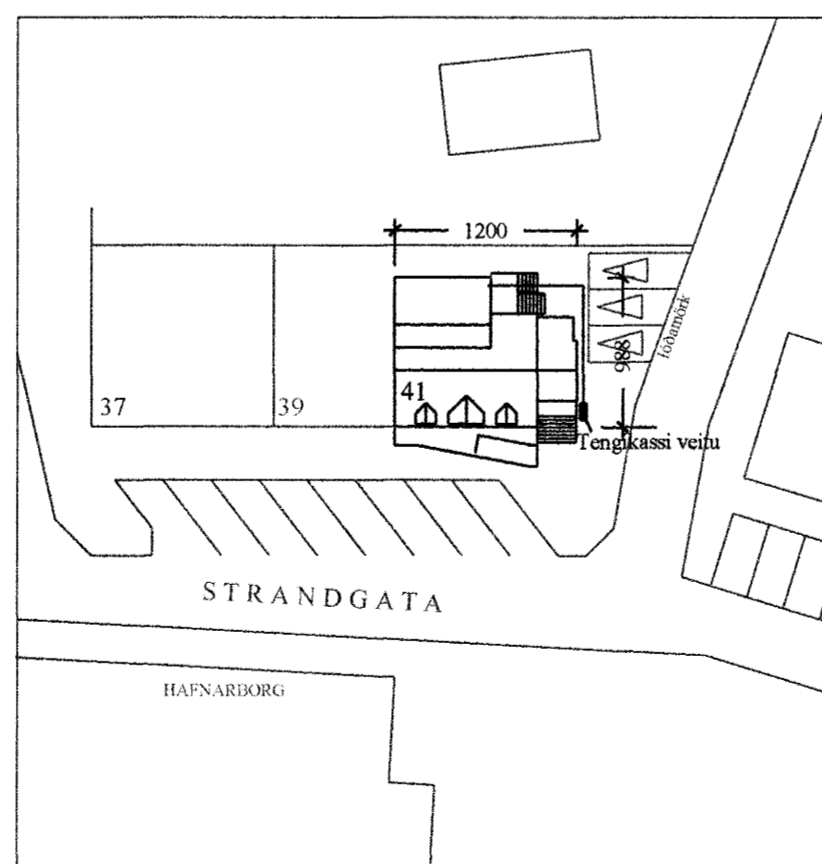 1200
lóðamörk
988
41
37
39
Tengikassi veitu
STRANDGATA
HAFNARBORG